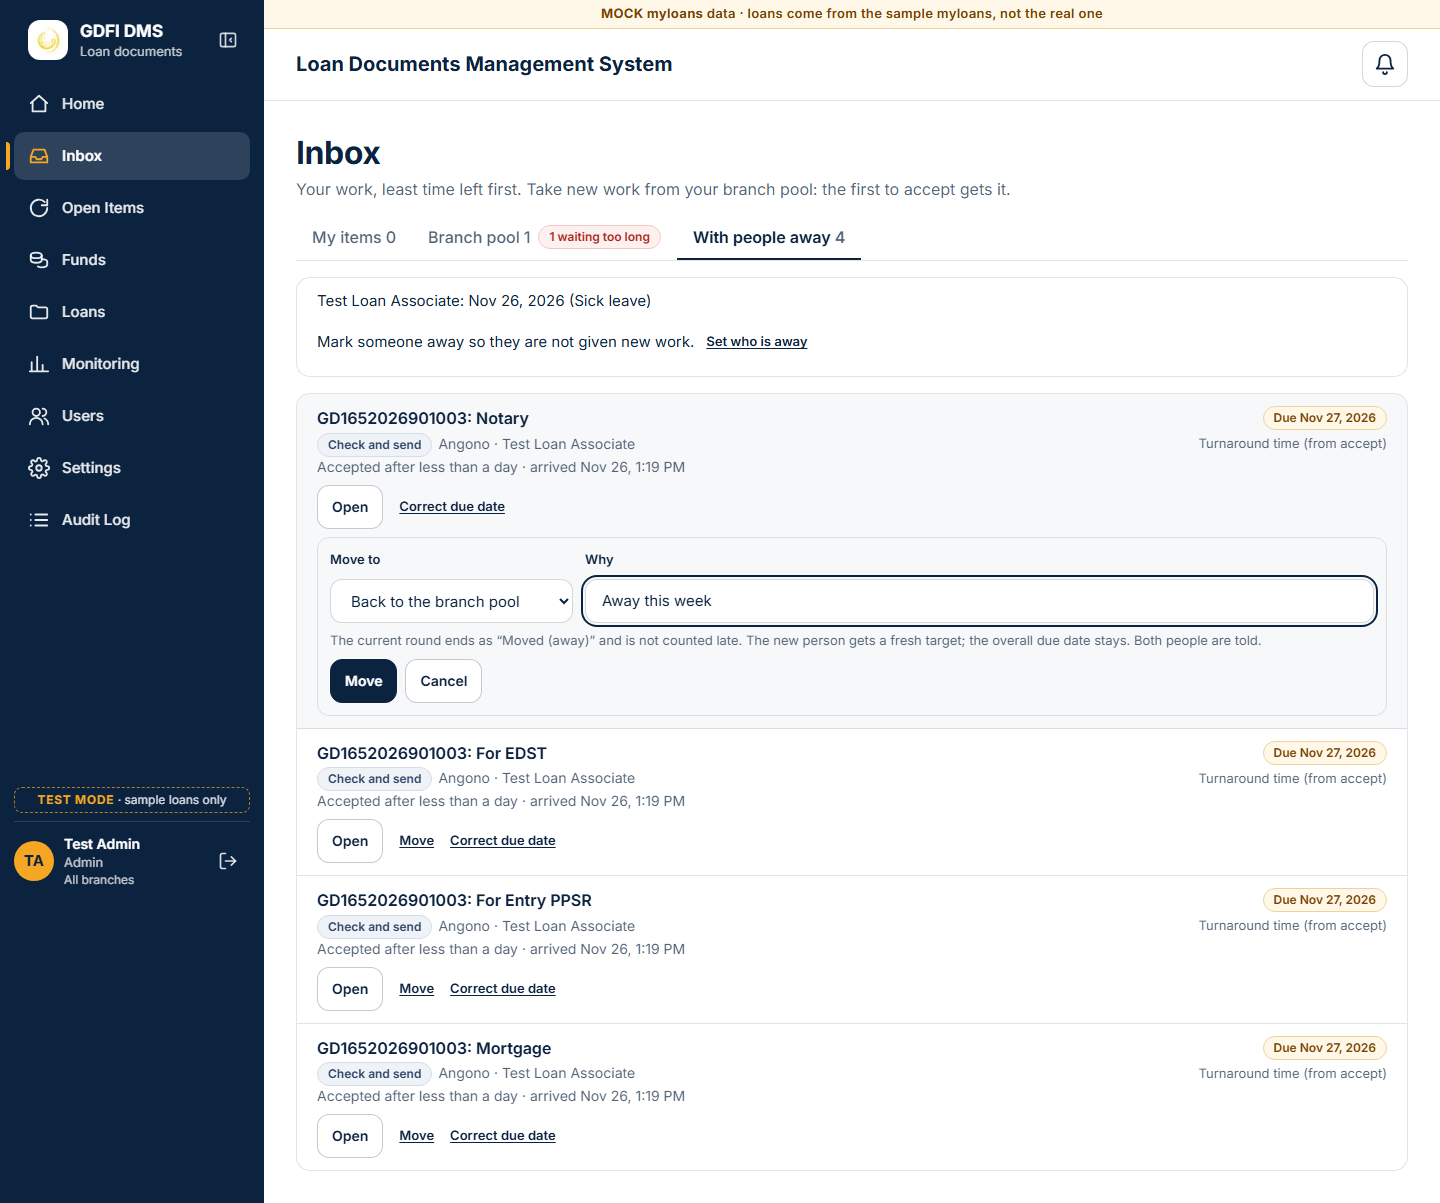 MOCK myloans data · loans come from the sample myloans, not the real one
GDFI DMS
Loan documents
Home
Inbox
Open Items
Funds
Loans
Monitoring
Users
Settings
Audit Log
TEST MODE · sample loans only
TA
Test Admin
Admin
All branches
Loan Documents Management System
Inbox
Your work, least time left first. Take new work from your branch pool: the first to accept gets it.
My items 0 Branch pool 1 1 waiting too long With people away 4
Test Loan Associate: Nov 26, 2026 (Sick leave)
Mark someone away so they are not given new work. Set who is away
GD1652026901003: Notary Due Nov 27, 2026
Check and send Angono · Test Loan Associate Turnaround time (from accept)
Accepted after less than a day · arrived Nov 26, 1:19 PM
Open Correct due date
Move to Why
Back to the branch pool Away this week
The current round ends as “Moved (away)” and is not counted late. The new person gets a fresh target; the overall due date stays. Both people are told.
Move Cancel
GD1652026901003: For EDST Due Nov 27, 2026
Check and send Angono · Test Loan Associate Turnaround time (from accept)
Accepted after less than a day · arrived Nov 26, 1:19 PM
Open Move Correct due date
GD1652026901003: For Entry PPSR Due Nov 27, 2026
Check and send Angono · Test Loan Associate Turnaround time (from accept)
Accepted after less than a day · arrived Nov 26, 1:19 PM
Open Move Correct due date
GD1652026901003: Mortgage Due Nov 27, 2026
Check and send Angono · Test Loan Associate Turnaround time (from accept)
Accepted after less than a day · arrived Nov 26, 1:19 PM
Open Move Correct due date